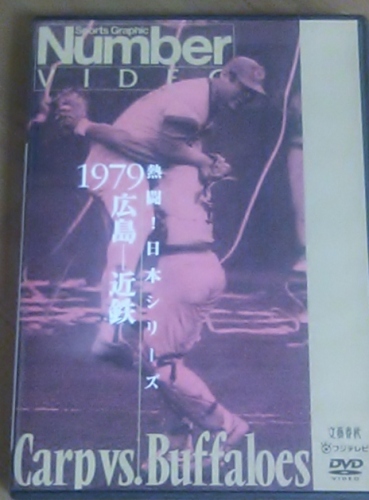 Sports Graphic
Number
VIDEO
熱闘!日本シリーズ
1979
広島—近鉄
Carp vs. Buffaloes
文藝春秋
フジテレビ
DVD
VIDEO